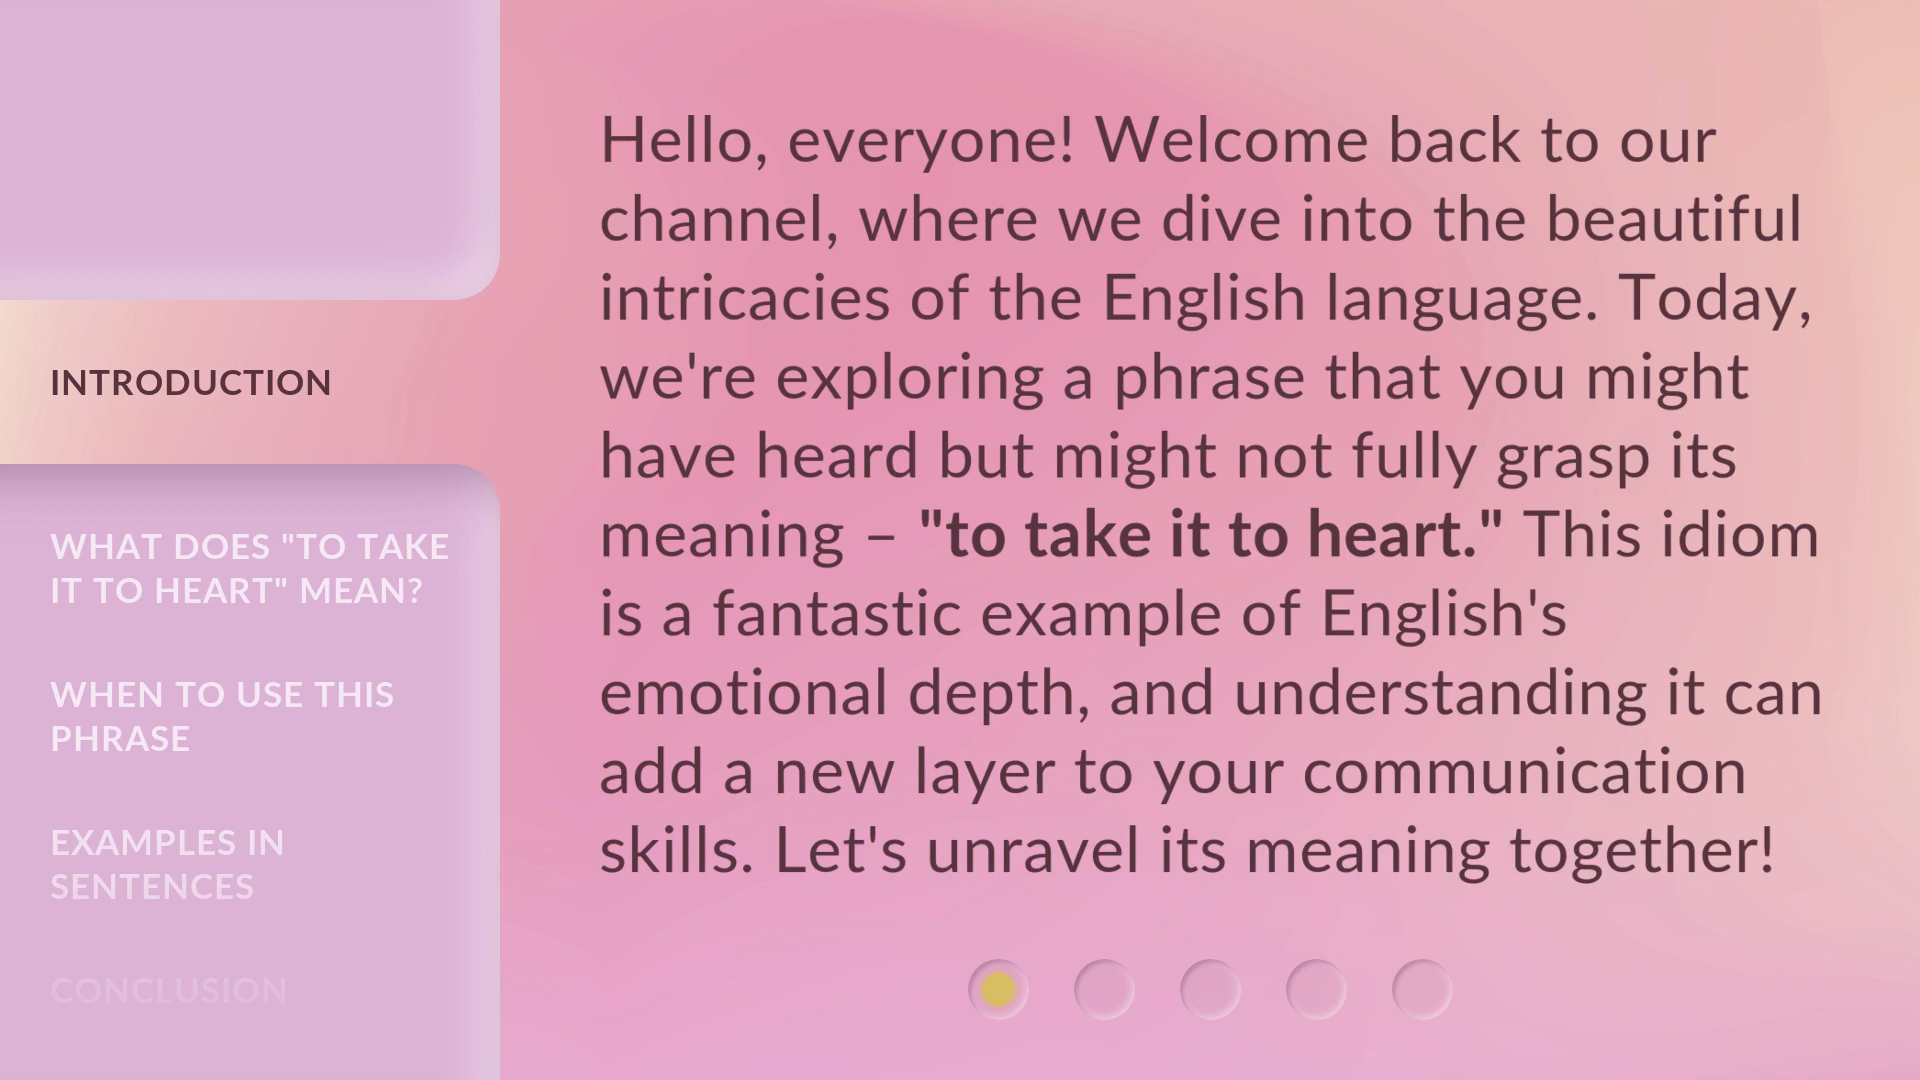 INTRODUCTION
WHAT DOES "TO TAKE
IT TO HEART" MEAN?
WHEN TO USE THIS
PHRASE
EXAMPLES IN
SENTENCES
CONCLUSION
Hello, everyone! Welcome back to our
channel, where we dive into the beautiful
intricacies of the English language. Today,
we're exploring a phrase that you might
have heard but might not fully grasp its
meaning – "to take it to heart." This idiom
is a fantastic example of English's
emotional depth, and understanding it can
add a new layer to your communication
skills. Let's unravel its meaning together!